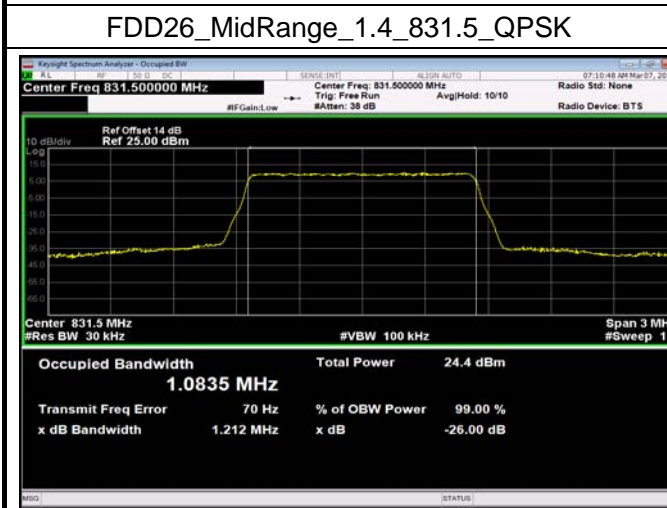 FDD26_MidRange_1.4_831.5_QPSK
Keysight Spectrum Analyzer - Occupied BW
RL RF 50 Ω DC SENSE:INT ALIGN AUTO 07:10:48 AM Mar 07, 20
Center Freq 831.500000 MHz Center Freq: 831.500000 MHz Radio Std: None
Trig: Free Run Avg|Hold: 10/10
#IFGain:Low #Atten: 38 dB Radio Device: BTS
Ref Offset 14 dB
10 dB/div Ref 25.00 dBm
Log
15.0
5.00
-5.00
-15.0
-25.0
-35.0
-45.0
-55.0
-65.0
Center 831.5 MHz Span 3 MH
#Res BW 30 kHz #VBW 100 kHz #Sweep 1
Occupied Bandwidth Total Power 24.4 dBm
1.0835 MHz
Transmit Freq Error 70 Hz % of OBW Power 99.00 %
x dB Bandwidth 1.212 MHz x dB -26.00 dB
MSG STATUS